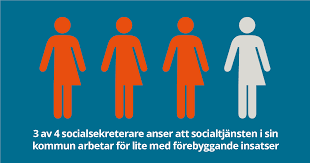 3 av 4 socialsekreterare anser att socialtjänsten i sin
kommun arbetar för lite med förebyggande insatser